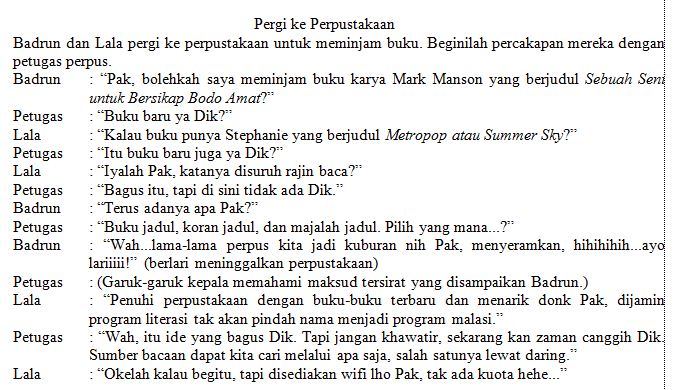 Pergi ke Perpustakaan
Badrun dan Lala pergi ke perpustakaan untuk meminjam buku. Beginilah percakapan mereka dengan
petugas perpus.
Badrun : “Pak, bolehkah saya meminjam buku karya Mark Manson yang berjudul Sebuah Seni
untuk Bersikap Bodo Amat?”
Petugas : “Buku baru ya Dik?”
Lala : “Kalau buku punya Stephanie yang berjudul Metropop atau Summer Sky?”
Petugas : “Itu buku baru juga ya Dik?”
Lala : “Iyalah Pak, katanya disuruh rajin baca?”
Petugas : “Bagus itu, tapi di sini tidak ada Dik.”
Badrun : “Terus adanya apa Pak?”
Petugas : “Buku jadul, koran jadul, dan majalah jadul. Pilih yang mana...?”
Badrun : “Wah...lama-lama perpus kita jadi kuburan nih Pak, menyeramkan, hihihihih...ayo
lariiiii!” (berlari meninggalkan perpustakaan)
Petugas : (Garuk-garuk kepala memahami maksud tersirat yang disampaikan Badrun.)
Lala : “Penuhi perpustakaan dengan buku-buku terbaru dan menarik donk Pak, dijamin
program literasi tak akan pindah nama menjadi program malasi.”
Petugas : “Wah, itu ide yang bagus Dik. Tapi jangan khawatir, sekarang kan zaman canggih Dik.
Sumber bacaan dapat kita cari melalui apa saja, salah satunya lewat daring.”
Lala : “Okelah kalau begitu, tapi disediakan wifi lho Pak, tak ada kuota hehe...”